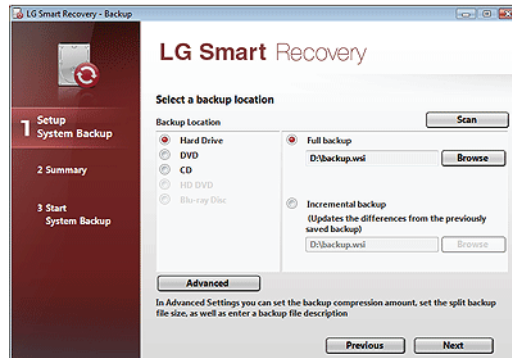 LG Smart Recovery - Backup
LG Smart Recovery
1 Setup
System Backup
2 Summary
3 Start
System Backup
Select a backup location
Backup Location
Scan
Hard Drive
DVD
CD
HD DVD
Blu-ray Disc
Full backup
D:\backup.wsi
Browse
Incremental backup
(Updates the differences from the previously
saved backup)
D:\backup.wsi
Browse
Advanced
In Advanced Settings you can set the backup compression amount, set the split backup
file size, as well as enter a backup file description
Previous
Next